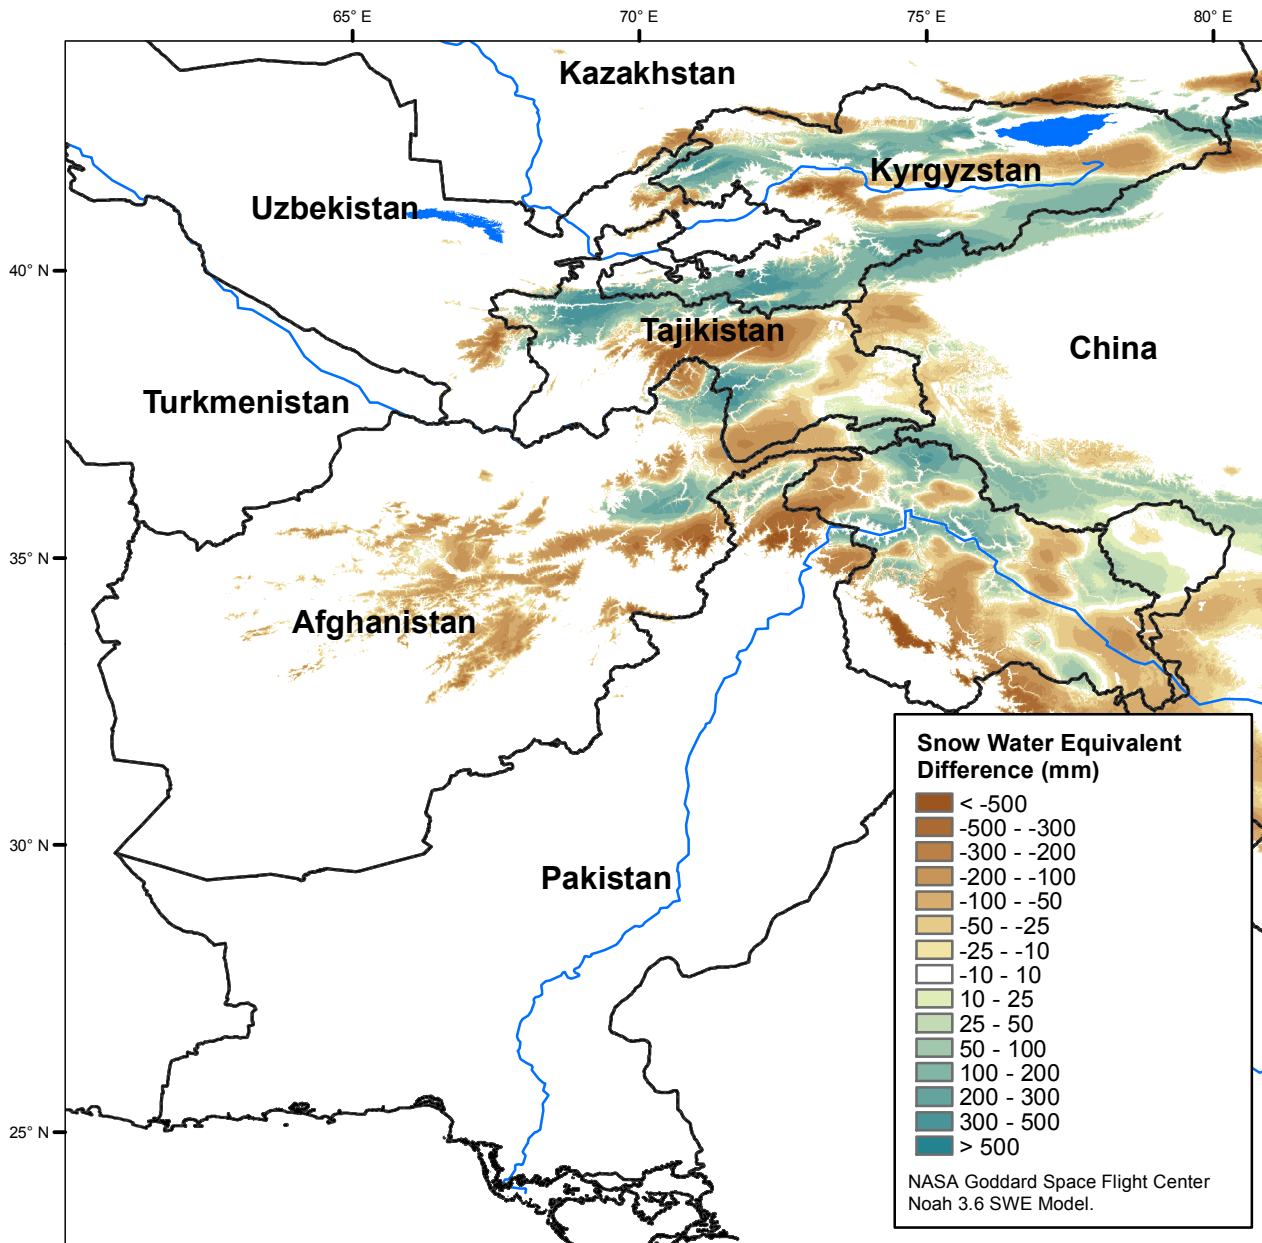 65° E
70° E
75° E
80° E
Kazakhstan
Kyrgyzstan
Uzbekistan
40° N
Tajikistan
China
Turkmenistan
35° N
Afghanistan
30° N
Pakistan
25° N
Snow Water Equivalent
Difference (mm)
< -500
-500 - -300
-300 - -200
-200 - -100
-100 - -50
-50 - -25
-25 - -10
-10 - 10
10 - 25
25 - 50
50 - 100
100 - 200
200 - 300
300 - 500
> 500
NASA Goddard Space Flight Center
Noah 3.6 SWE Model.